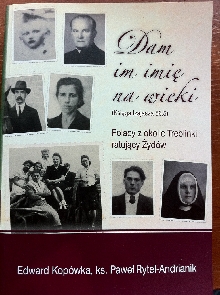 Dam
im imię
na wieki
Polacy z okolic Treblinki
ratujący Żydów
Edward Kopówka, ks. Paweł Rytel-Andrianik